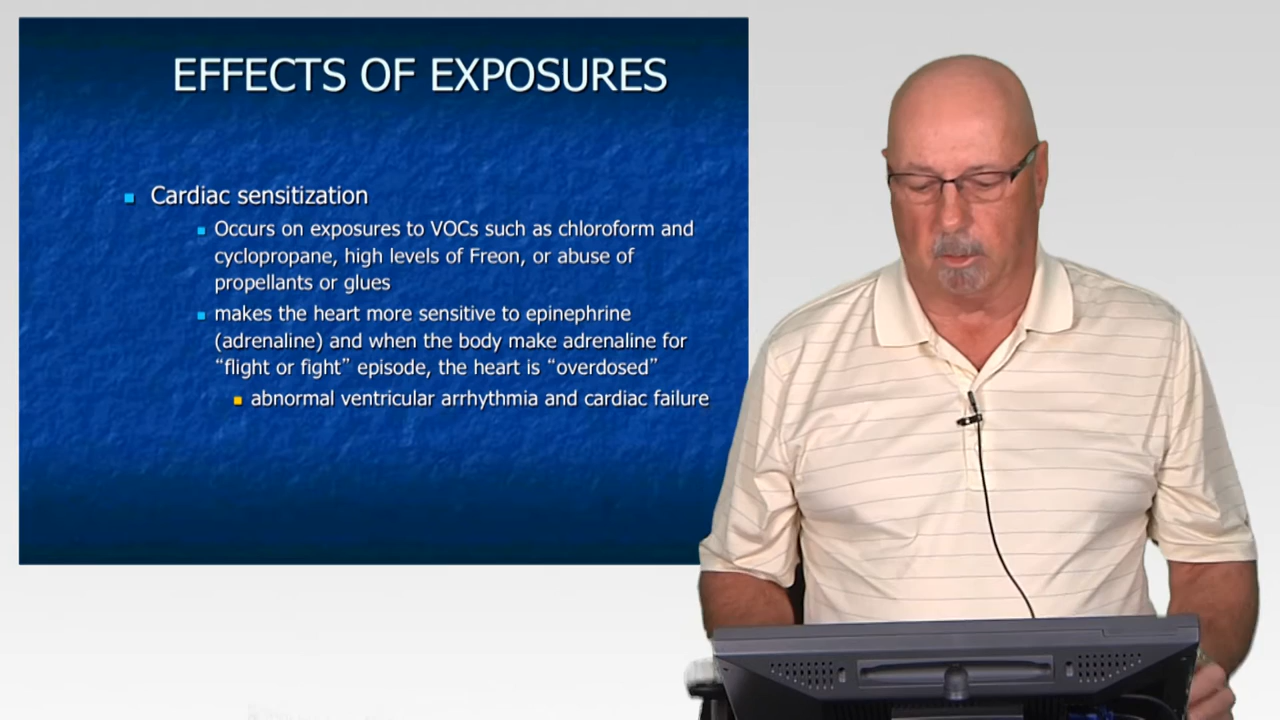 EFFECTS OF EXPOSURES
Cardiac sensitization
Occurs on exposures to VOCs such as chloroform and
cyclopropane, high levels of Freon, or abuse of
propellants or glues
makes the heart more sensitive to epinephrine
(adrenaline) and when the body make adrenaline for
“flight or fight” episode, the heart is “overdosed”
abnormal ventricular arrhythmia and cardiac failure